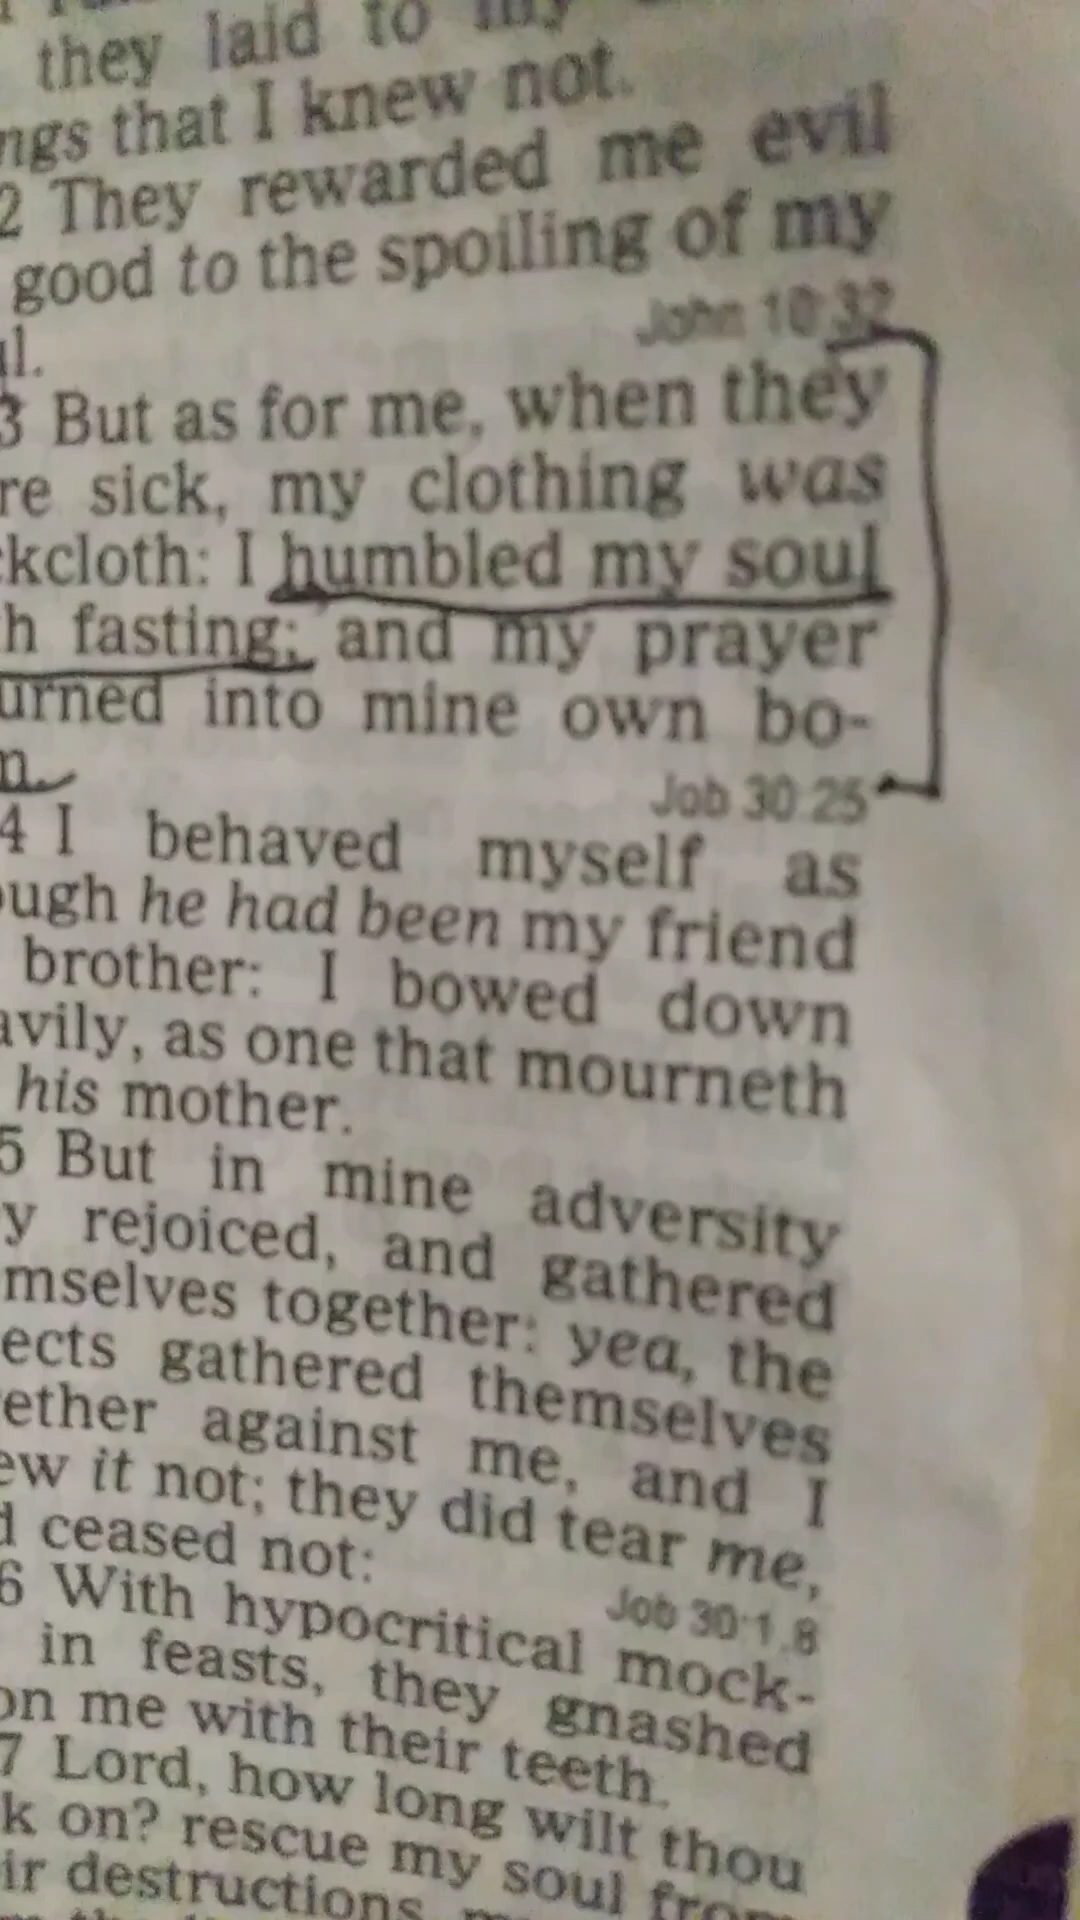 they laid to my
ngs that I knew not.
2 They rewarded me evil
good to the spoiling of my
John 10:32
ul.
3 But as for me, when they
re sick, my clothing was
kcloth: I humbled my soul
h fasting; and my prayer
urned into mine own bo-
n.
Job 30:25
4 I behaved myself as
ough he had been my friend
brother: I bowed down
avily, as one that mourneth
his mother.
5 But in mine adversity
y rejoiced, and gathered
mselves together: yea, the
ects gathered themselves
ether against me, and I
ew it not; they did tear me,
d ceased not:
Job 30:1,8
6 With hypocritical mock-
in feasts, they gnashed
on me with their teeth.
7 Lord, how long wilt thou
k on? rescue my soul from
ir destructions